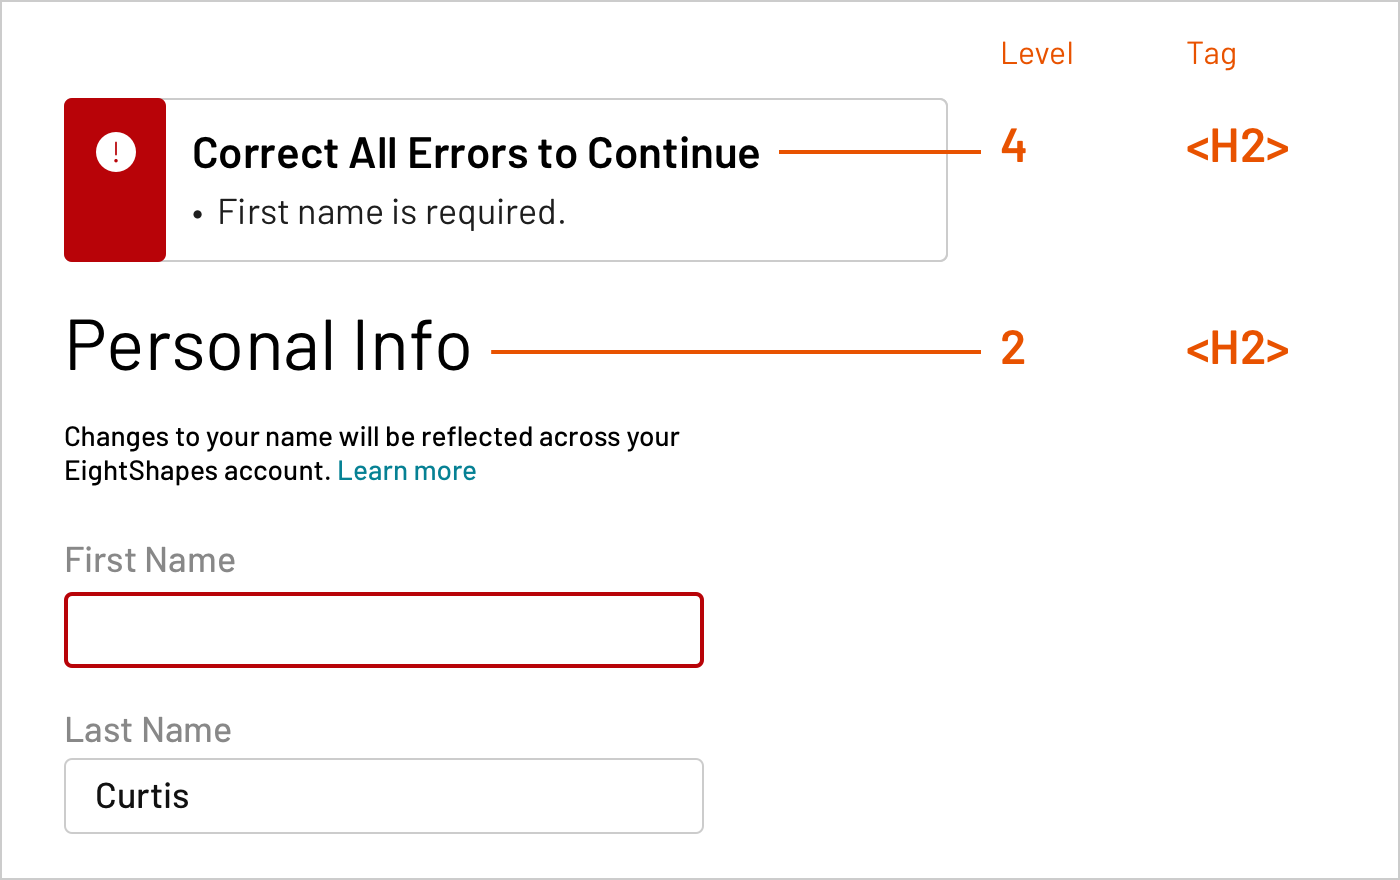 Level Tag
Correct All Errors to Continue 4 <H2>
• First name is required.
Personal Info 2 <H2>
Changes to your name will be reflected across your
EightShapes account. Learn more
First Name
Last Name
Curtis